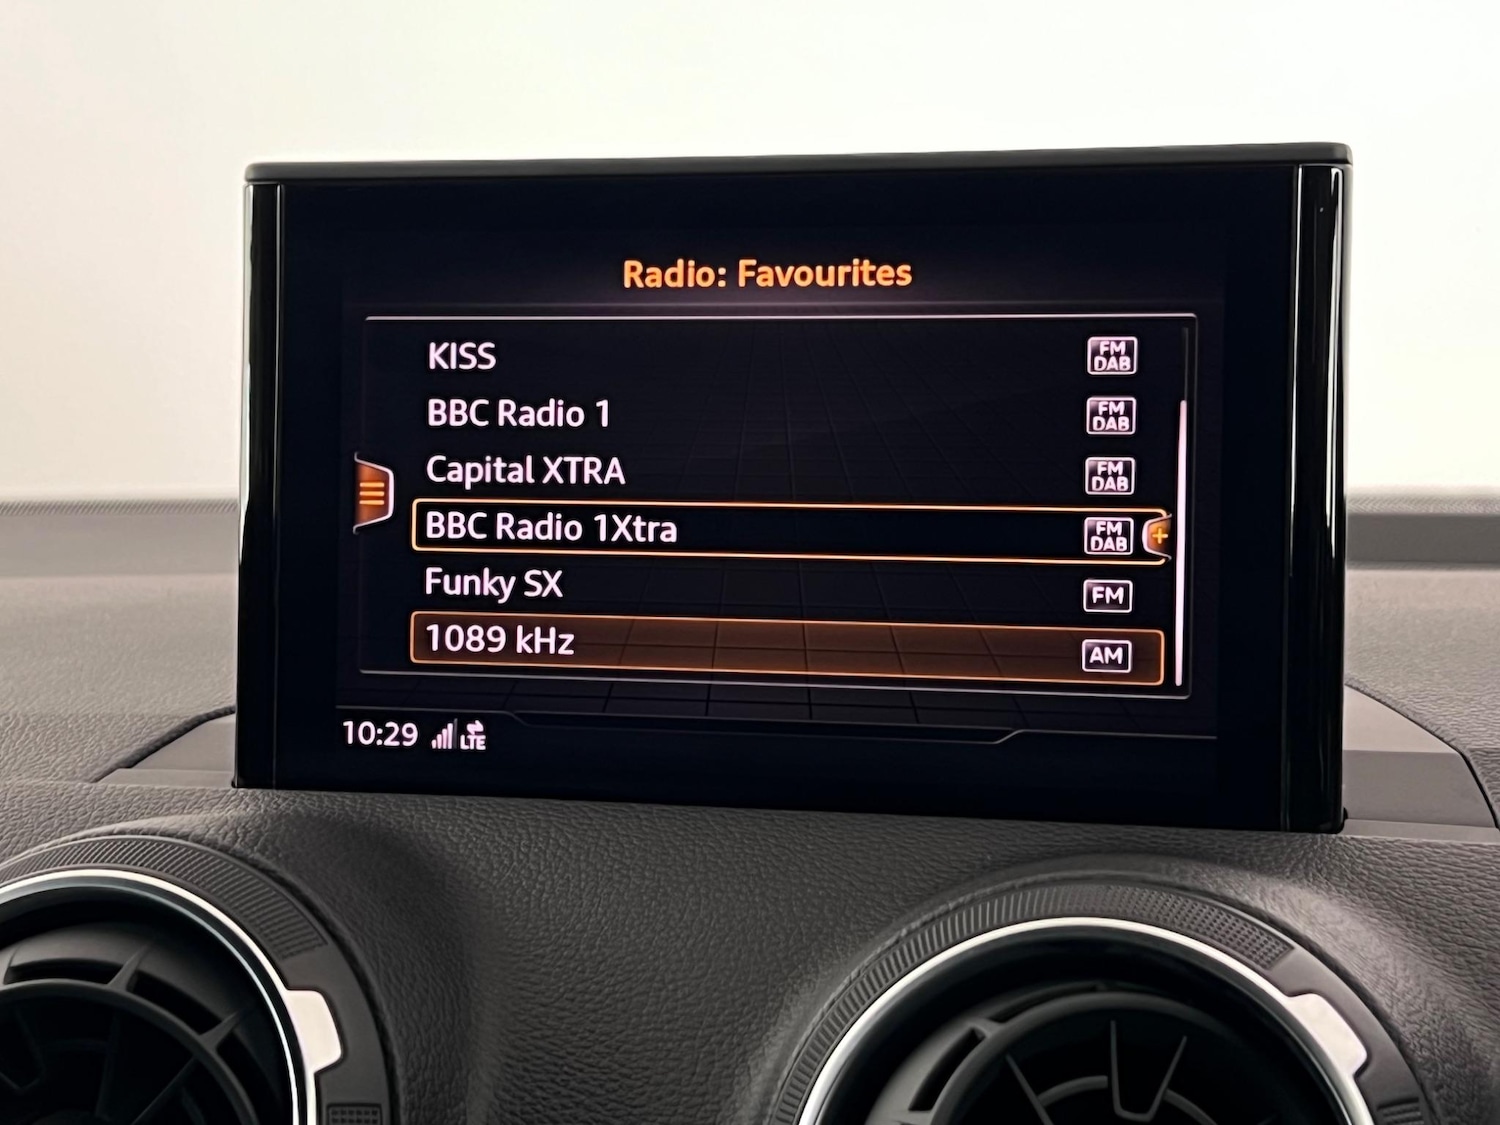 Radio: Favourites
KISS FM DAB
BBC Radio 1 FM DAB
Capital XTRA FM DAB
BBC Radio 1Xtra FM DAB +
Funky SX FM
1089 kHz AM
10:29 LTE